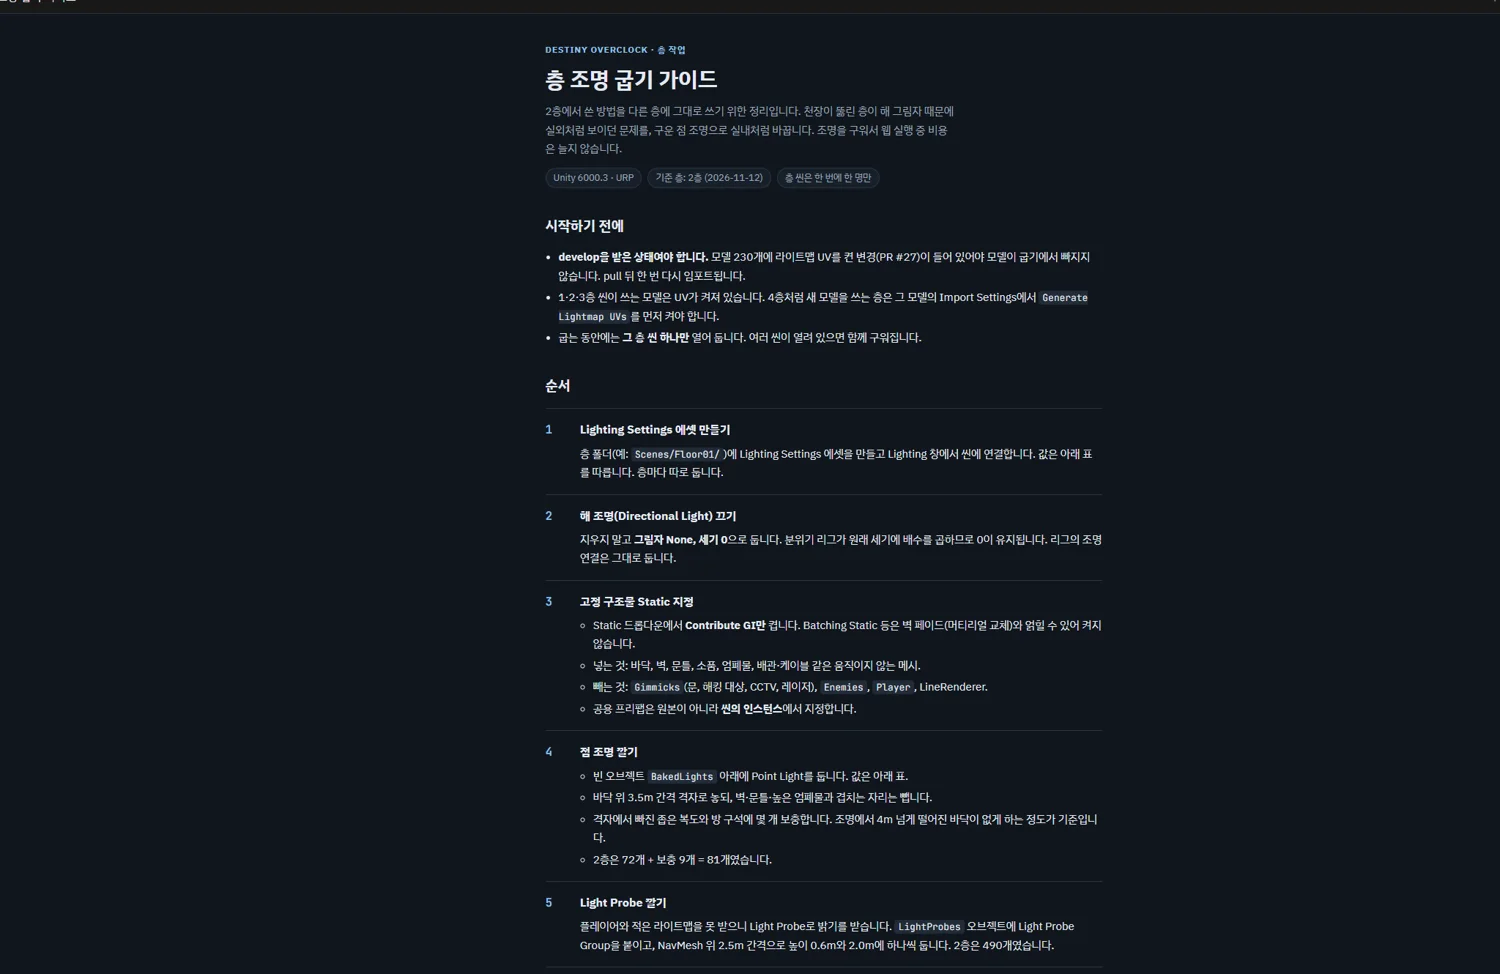 DESTINY OVERCLOCK · 층 작업
층 조명 굽기 가이드
2층에서 쓴 방법을 다른 층에 그대로 쓰기 위한 정리입니다. 천장이 뚫린 층이 해 그림자 때문에
실외처럼 보이던 문제를, 구운 점 조명으로 실내처럼 바꿉니다. 조명을 구워서 웹 실행 중 비용
은 늘지 않습니다.
Unity 6000.3 · URP
기준 층: 2층 (2026-11-12)
층 씬은 한 번에 한 명만
시작하기 전에
• develop을 받은 상태여야 합니다. 모델 230개에 라이트맵 UV를 켠 변경(PR #27)이 들어 있어야 모델이 굽기에서 빠지지
않습니다. pull 뒤 한 번 다시 임포트됩니다.
• 1·2·3층 씬이 쓰는 모델은 UV가 켜져 있습니다. 4층처럼 새 모델을 쓰는 층은 그 모델의 Import Settings에서 Generate
Lightmap UVs 를 먼저 켜야 합니다.
• 굽는 동안에는 그 층 씬 하나만 열어 둡니다. 여러 씬이 열려 있으면 함께 구워집니다.
순서
1 Lighting Settings 에셋 만들기
층 폴더(예: Scenes/Floor01/ )에 Lighting Settings 에셋을 만들고 Lighting 창에서 씬에 연결합니다. 값은 아래 표
를 따릅니다. 층마다 따로 둡니다.
2 해 조명(Directional Light) 끄기
지우지 말고 그림자 None, 세기 0으로 둡니다. 분위기 리그가 원래 세기에 배수를 곱하므로 0이 유지됩니다. 리그의 조명
연결은 그대로 둡니다.
3 고정 구조물 Static 지정
◦ Static 드롭다운에서 Contribute GI만 켭니다. Batching Static 등은 벽 페이드(머티리얼 교체)와 얽힐 수 있어 켜지
않습니다.
◦ 넣는 것: 바닥, 벽, 문틀, 소품, 엄폐물, 배관·케이블 같은 움직이지 않는 메시.
◦ 빼는 것: Gimmicks (문, 해킹 대상, CCTV, 레이저), Enemies , Player , LineRenderer.
◦ 공용 프리팹은 원본이 아니라 씬의 인스턴스에서 지정합니다.
4 점 조명 깔기
◦ 빈 오브젝트 BakedLights 아래에 Point Light를 둡니다. 값은 아래 표.
◦ 바닥 위 3.5m 간격 격자로 놓되, 벽·문틀·높은 엄폐물과 겹치는 자리는 뺍니다.
◦ 격자에서 빠진 좁은 복도와 방 구석에 몇 개 보충합니다. 조명에서 4m 넘게 떨어진 바닥이 없게 하는 정도가 기준입니
다.
◦ 2층은 72개 + 보충 9개 = 81개였습니다.
5 Light Probe 깔기
플레이어와 적은 라이트맵을 못 받으니 Light Probe로 밝기를 받습니다. LightProbes 오브젝트에 Light Probe
Group을 붙이고, NavMesh 위 2.5m 간격으로 높이 0.6m와 2.0m에 하나씩 둡니다. 2층은 490개였습니다.